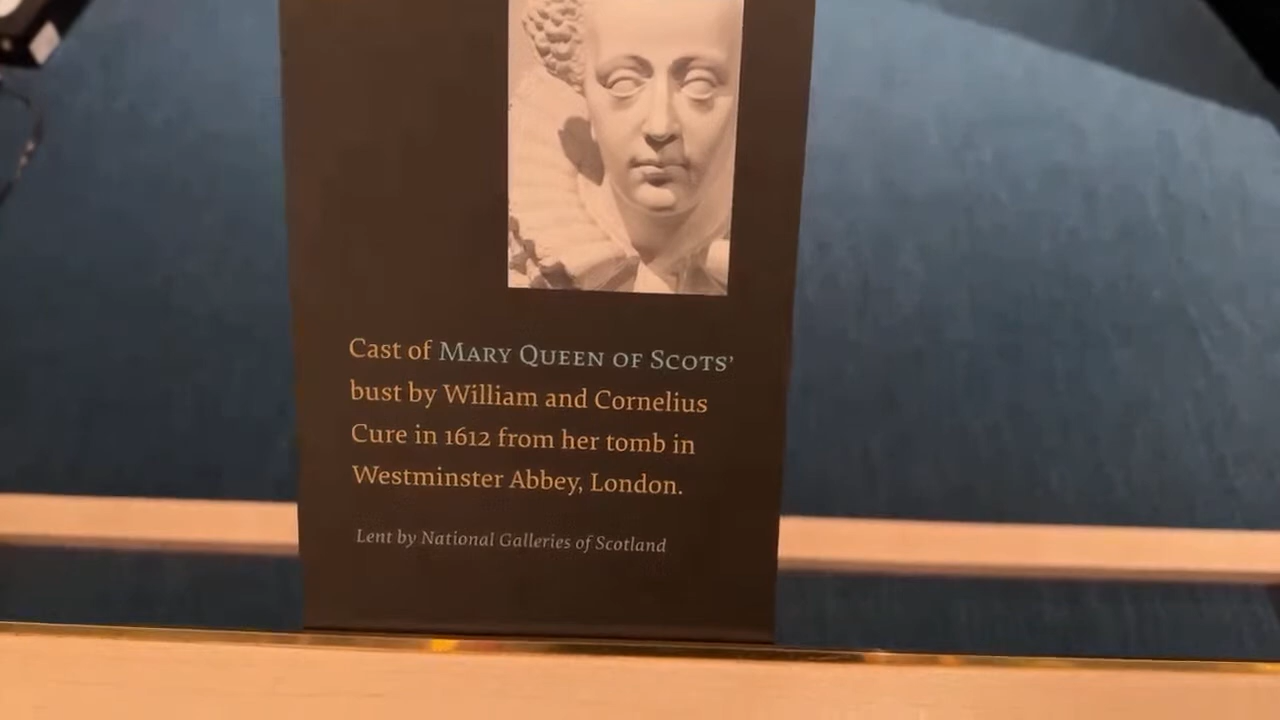 Cast of Mary Queen of Scots’
bust by William and Cornelius
Cure in 1612 from her tomb in
Westminster Abbey, London.
Lent by National Galleries of Scotland